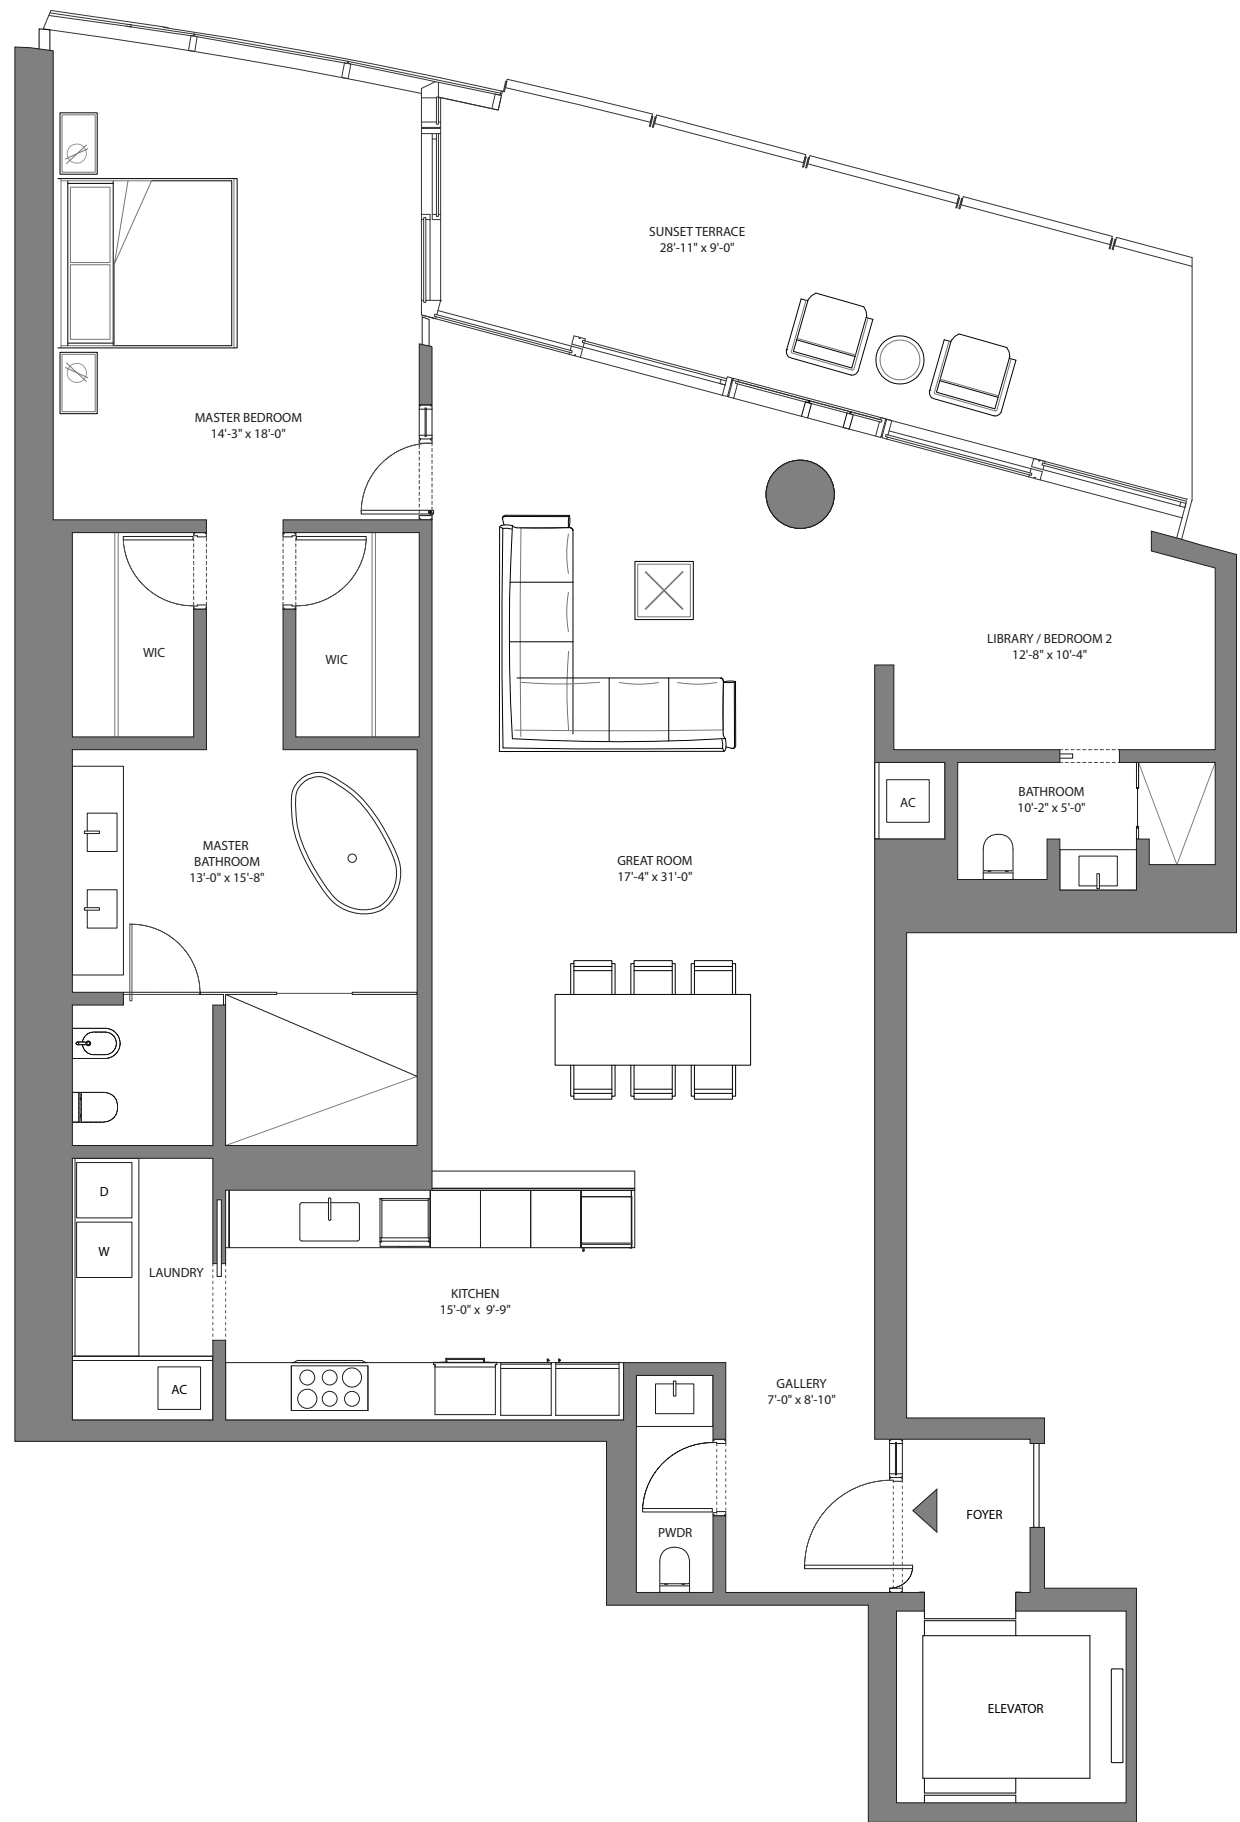 SUNSET TERRACE
28'-11" x 9'-0"
MASTER BEDROOM
14'-3" x 18'-0"
LIBRARY / BEDROOM 2
12'-8" x 10'-4"
WIC
WIC
BATHROOM
10'-2" x 5'-0"
AC
MASTER
BATHROOM
13'-0" x 15'-8"
GREAT ROOM
17'-4" x 31'-0"
D
W
LAUNDRY
KITCHEN
15'-0" x 9'-9"
AC
GALLERY
7'-0" x 8'-10"
FOYER
PWDR
ELEVATOR